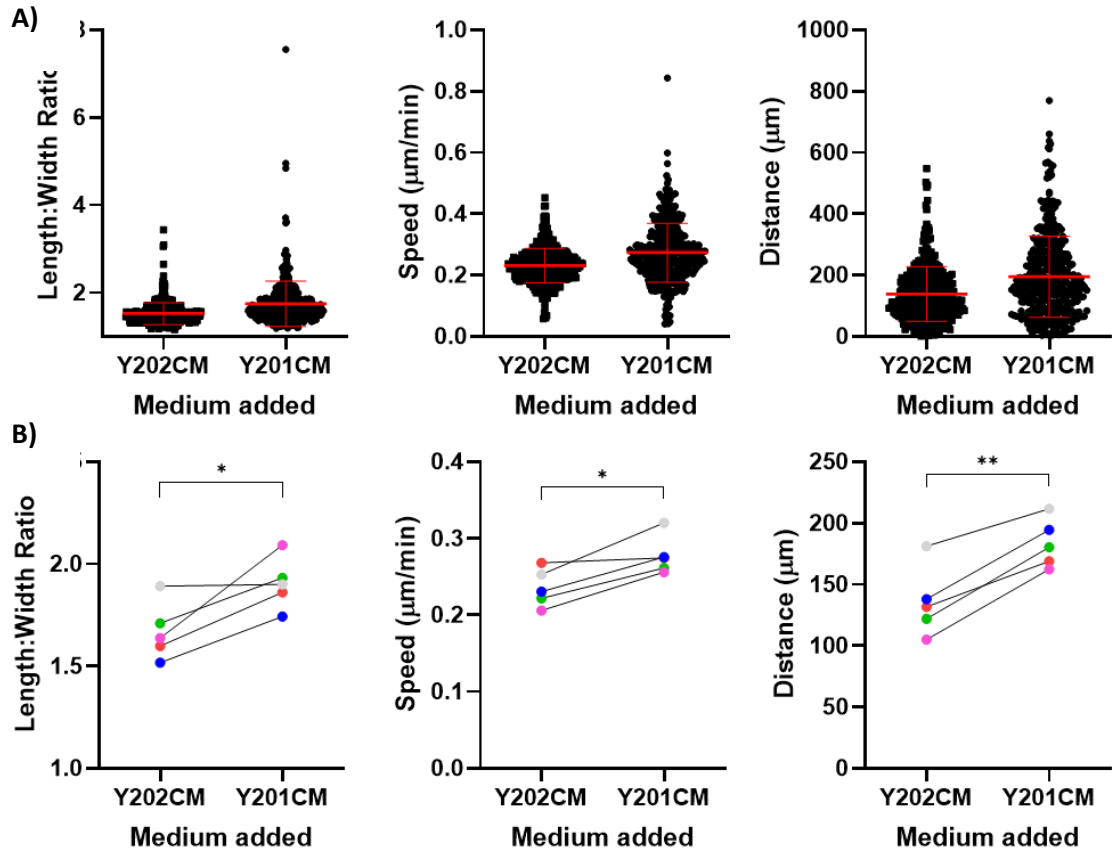 A)
8
6
4
2
Length:Width Ratio
Y202CM Y201CM
Medium added
1.0
0.8
0.6
0.4
0.2
0.0
Speed (μm/min)
Y202CM Y201CM
Medium added
1000
800
600
400
200
0
Distance (μm)
Y202CM Y201CM
Medium added
B)
*
2.0
1.5
1.0
Length:Width Ratio
Y202CM Y201CM
Medium added
*
0.4
0.3
0.2
0.1
0.0
Speed (μm/min)
Y202CM Y201CM
Medium added
**
250
200
150
100
50
0
Distance (μm)
Y202CM Y201CM
Medium added